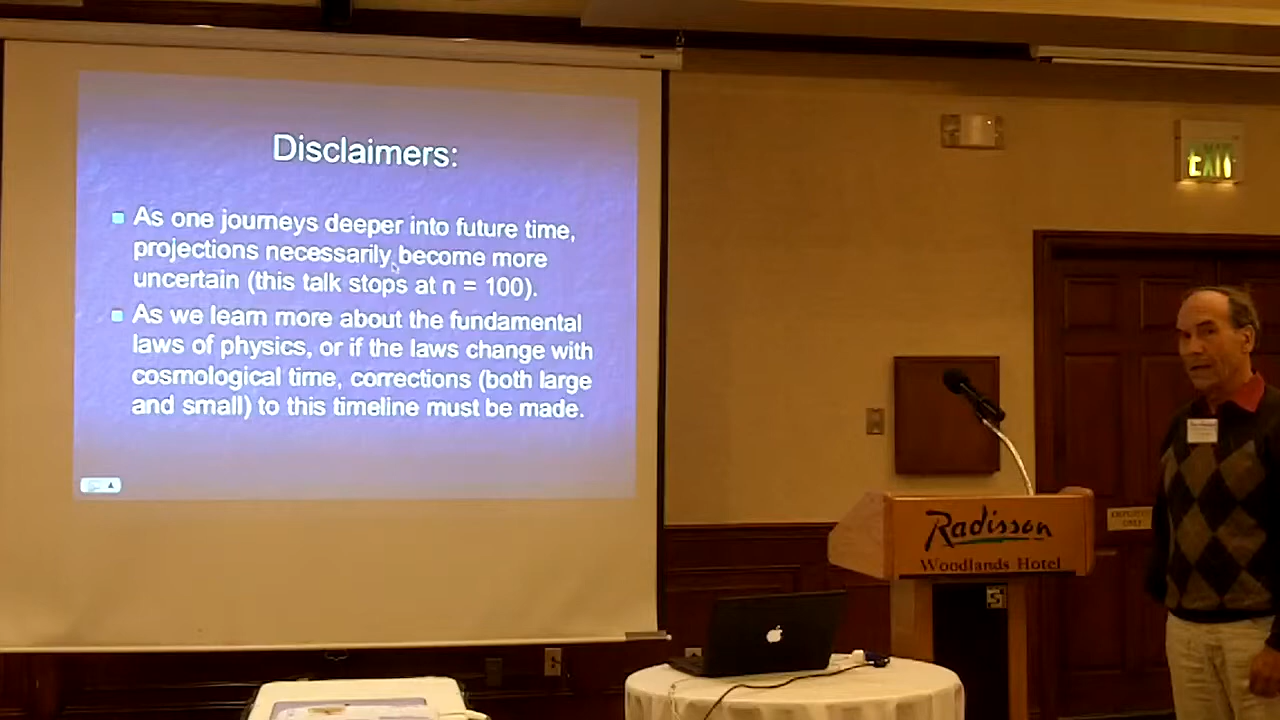 Disclaimers:
As one journeys deeper into future time,
projections necessarily become more
uncertain (this talk stops at n = 100).
As we learn more about the fundamental
laws of physics, or if the laws change with
cosmological time, corrections (both large
and small) to this timeline must be made.
EXIT
Radisson
Woodlands Hotel
EMPLOYEES
ONLY